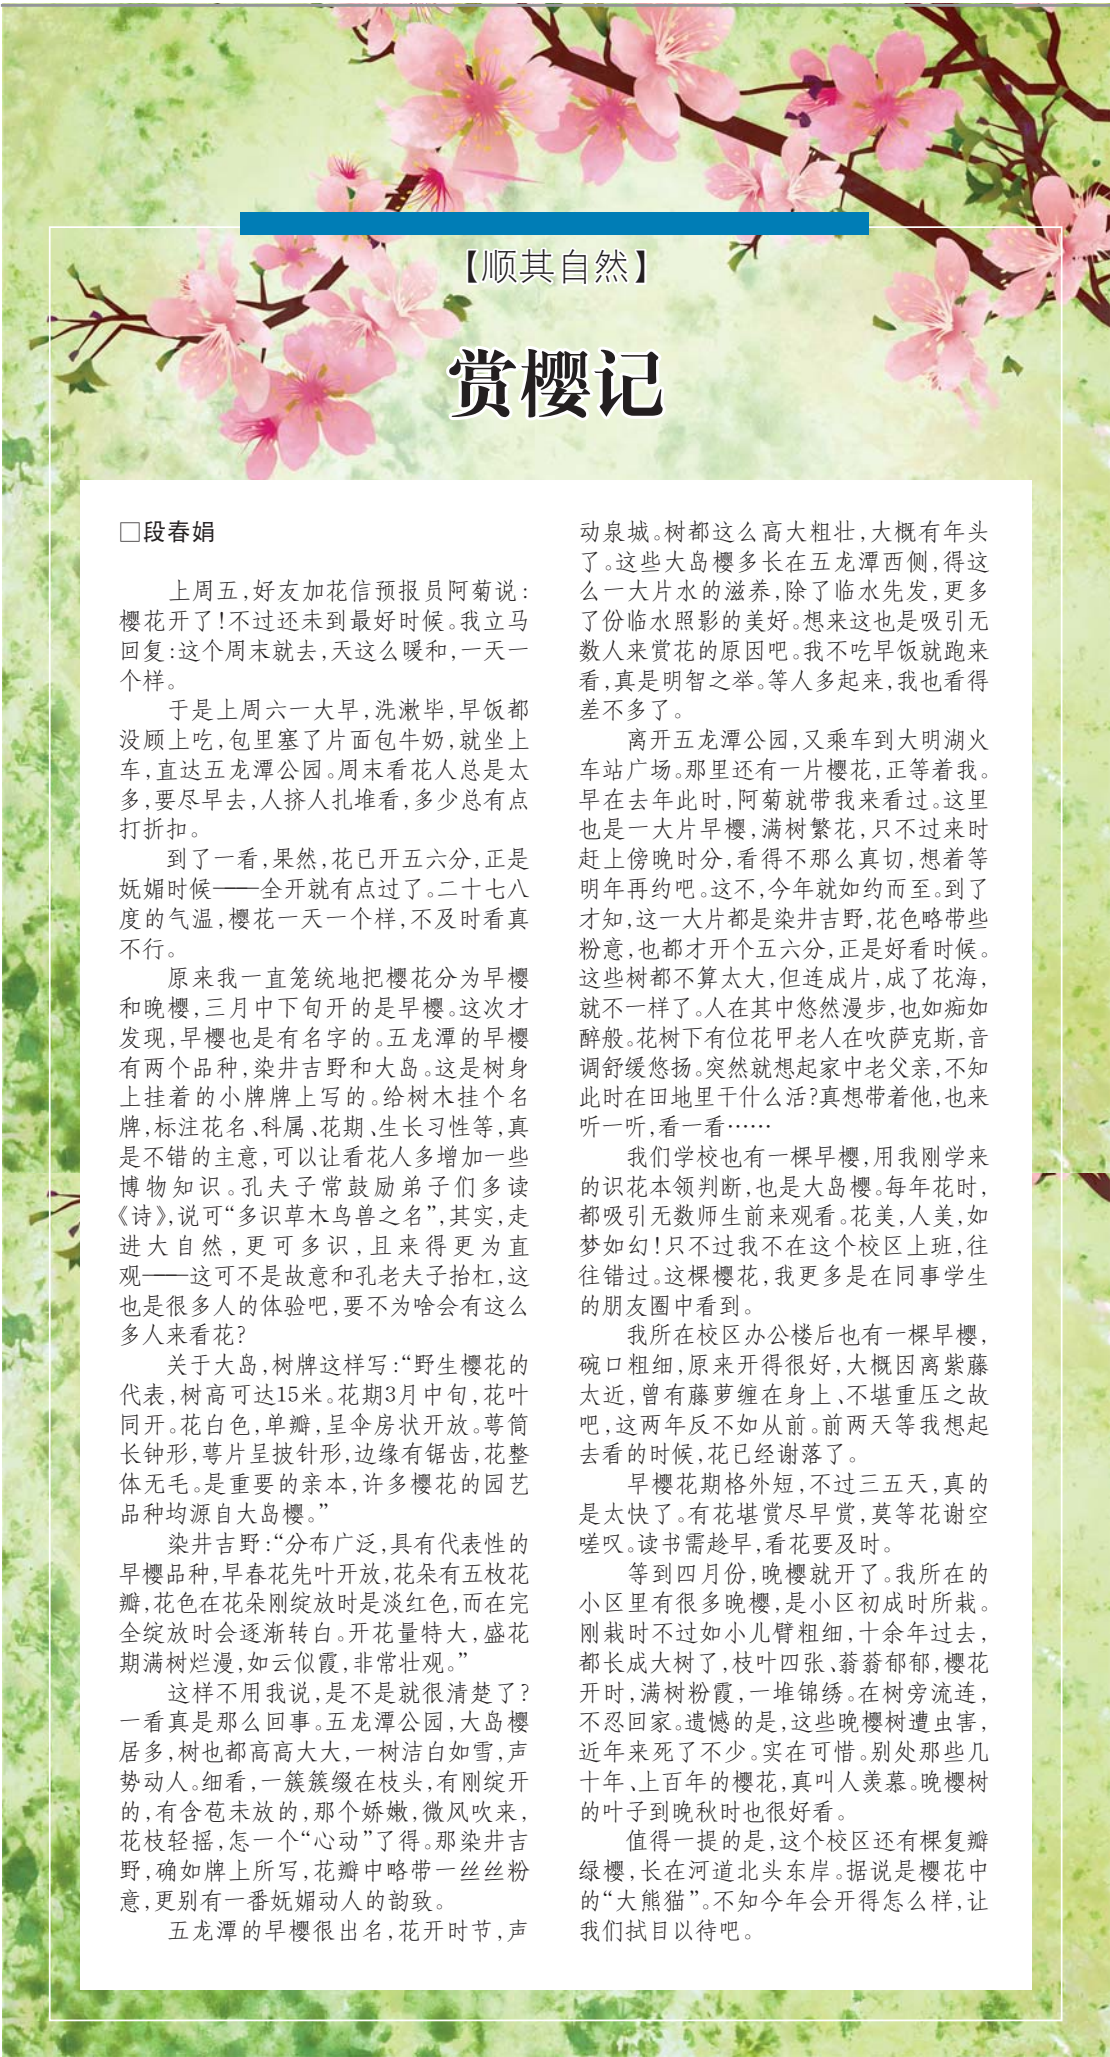 【顺其自然】
赏樱记
□段春娟
上周五,好友加花信预报员阿菊说:
樱花开了!不过还未到最好时候。我立马
回复:这个周末就去,天这么暖和,一天一
个样。
于是上周六一大早,洗漱毕,早饭都
没顾上吃,包里塞了片面包牛奶,就坐上
车,直达五龙潭公园。周末看花人总是太
多,要尽早去,人挤人扎堆看,多少总有点
打折扣。
到了一看,果然,花已开五六分,正是
妩媚时候——全开就有点过了。二十七八
度的气温,樱花一天一个样,不及时看真
不行。
原来我一直笼统地把樱花分为早樱
和晚樱,三月中下旬开的是早樱。这次才
发现,早樱也是有名字的。五龙潭的早樱
有两个品种,染井吉野和大岛。这是树身
上挂着的小牌牌上写的。给树木挂个名
牌,标注花名、科属、花期、生长习性等,真
是不错的主意,可以让看花人多增加一些
博物知识。孔夫子常鼓励弟子们多读
《诗》,说可“多识草木鸟兽之名”,其实,走
进大自然,更可多识,且来得更为直
观——这可不是故意和孔老夫子抬杠,这
也是很多人的体验吧,要不为啥会有这么
多人来看花?
关于大岛,树牌这样写:“野生樱花的
代表,树高可达15米。花期3月中旬,花叶
同开。花白色,单瓣,呈伞房状开放。萼筒
长钟形,萼片呈披针形,边缘有锯齿,花整
体无毛。是重要的亲本,许多樱花的园艺
品种均源自大岛樱。”
染井吉野:“分布广泛,具有代表性的
早樱品种,早春花先叶开放,花朵有五枚花
瓣,花色在花朵刚绽放时是淡红色,而在完
全绽放时会逐渐转白。开花量特大,盛花
期满树烂漫,如云似霞,非常壮观。”
这样不用我说,是不是就很清楚了?
一看真是那么回事。五龙潭公园,大岛樱
居多,树也都高高大大,一树洁白如雪,声
势动人。细看,一簇簇缀在枝头,有刚绽开
的,有含苞未放的,那个娇嫩,微风吹来,
花枝轻摇,怎一个“心动”了得。那染井吉
野,确如牌上所写,花瓣中略带一丝丝粉
意,更别有一番妩媚动人的韵致。
五龙潭的早樱很出名,花开时节,声
动泉城。树都这么高大粗壮,大概有年头
了。这些大岛樱多长在五龙潭西侧,得这
么一大片水的滋养,除了临水先发,更多
了份临水照影的美好。想来这也是吸引无
数人来赏花的原因吧。我不吃早饭就跑来
看,真是明智之举。等人多起来,我也看得
差不多了。
离开五龙潭公园,又乘车到大明湖火
车站广场。那里还有一片樱花,正等着我。
早在去年此时,阿菊就带我来看过。这里
也是一大片早樱,满树繁花,只不过来时
赶上傍晚时分,看得不那么真切,想着等
明年再约吧。这不,今年就如约而至。到了
才知,这一大片都是染井吉野,花色略带些
粉意,也都才开个五六分,正是好看时候。
这些树都不算太大,但连成片,成了花海,
就不一样了。人在其中悠然漫步,也如痴如
醉般。花树下有位花甲老人在吹萨克斯,音
调舒缓悠扬。突然就想起家中老父亲,不知
此时在田地里干什么活?真想带着他,也来
听一听,看一看……
我们学校也有一棵早樱,用我刚学来
的识花本领判断,也是大岛樱。每年花时,
都吸引无数师生前来观看。花美,人美,如
梦如幻!只不过我不在这个校区上班,往
往错过。这棵樱花,我更多是在同事学生
的朋友圈中看到。
我所在校区办公楼后也有一棵早樱,
碗口粗细,原来开得很好,大概因离紫藤
太近,曾有藤萝缠在身上、不堪重压之故
吧,这两年反不如从前。前两天等我想起
去看的时候,花已经谢落了。
早樱花期格外短,不过三五天,真的
是太快了。有花堪赏尽早赏,莫等花谢空
嗟叹。读书需趁早,看花要及时。
等到四月份,晚樱就开了。我所在的
小区里有很多晚樱,是小区初成时所栽。
刚栽时不过如小儿臂粗细,十余年过去,
都长成大树了,枝叶四张、蓊蓊郁郁,樱花
开时,满树粉霞,一堆锦绣。在树旁流连,
不忍回家。遗憾的是,这些晚樱树遭虫害,
近年来死了不少。实在可惜。别处那些几
十年、上百年的樱花,真叫人羡慕。晚樱树
的叶子到晚秋时也很好看。
值得一提的是,这个校区还有棵复瓣
绿樱,长在河道北头东岸。据说是樱花中
的“大熊猫”。不知今年会开得怎么样,让
我们拭目以待吧。